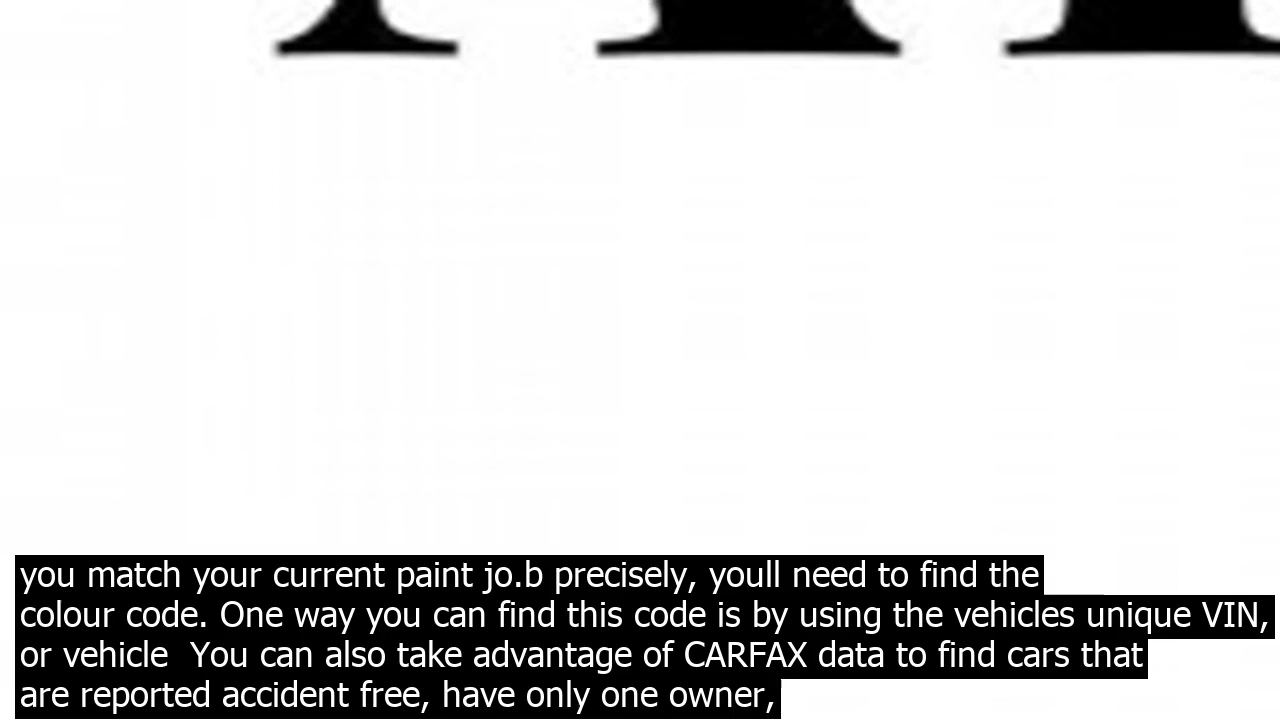 you match your current paint jo.b precisely, youll need to find the
colour code. One way you can find this code is by using the vehicles unique VIN,
or vehicle  You can also take advantage of CARFAX data to find cars that
are reported accident free, have only one owner,